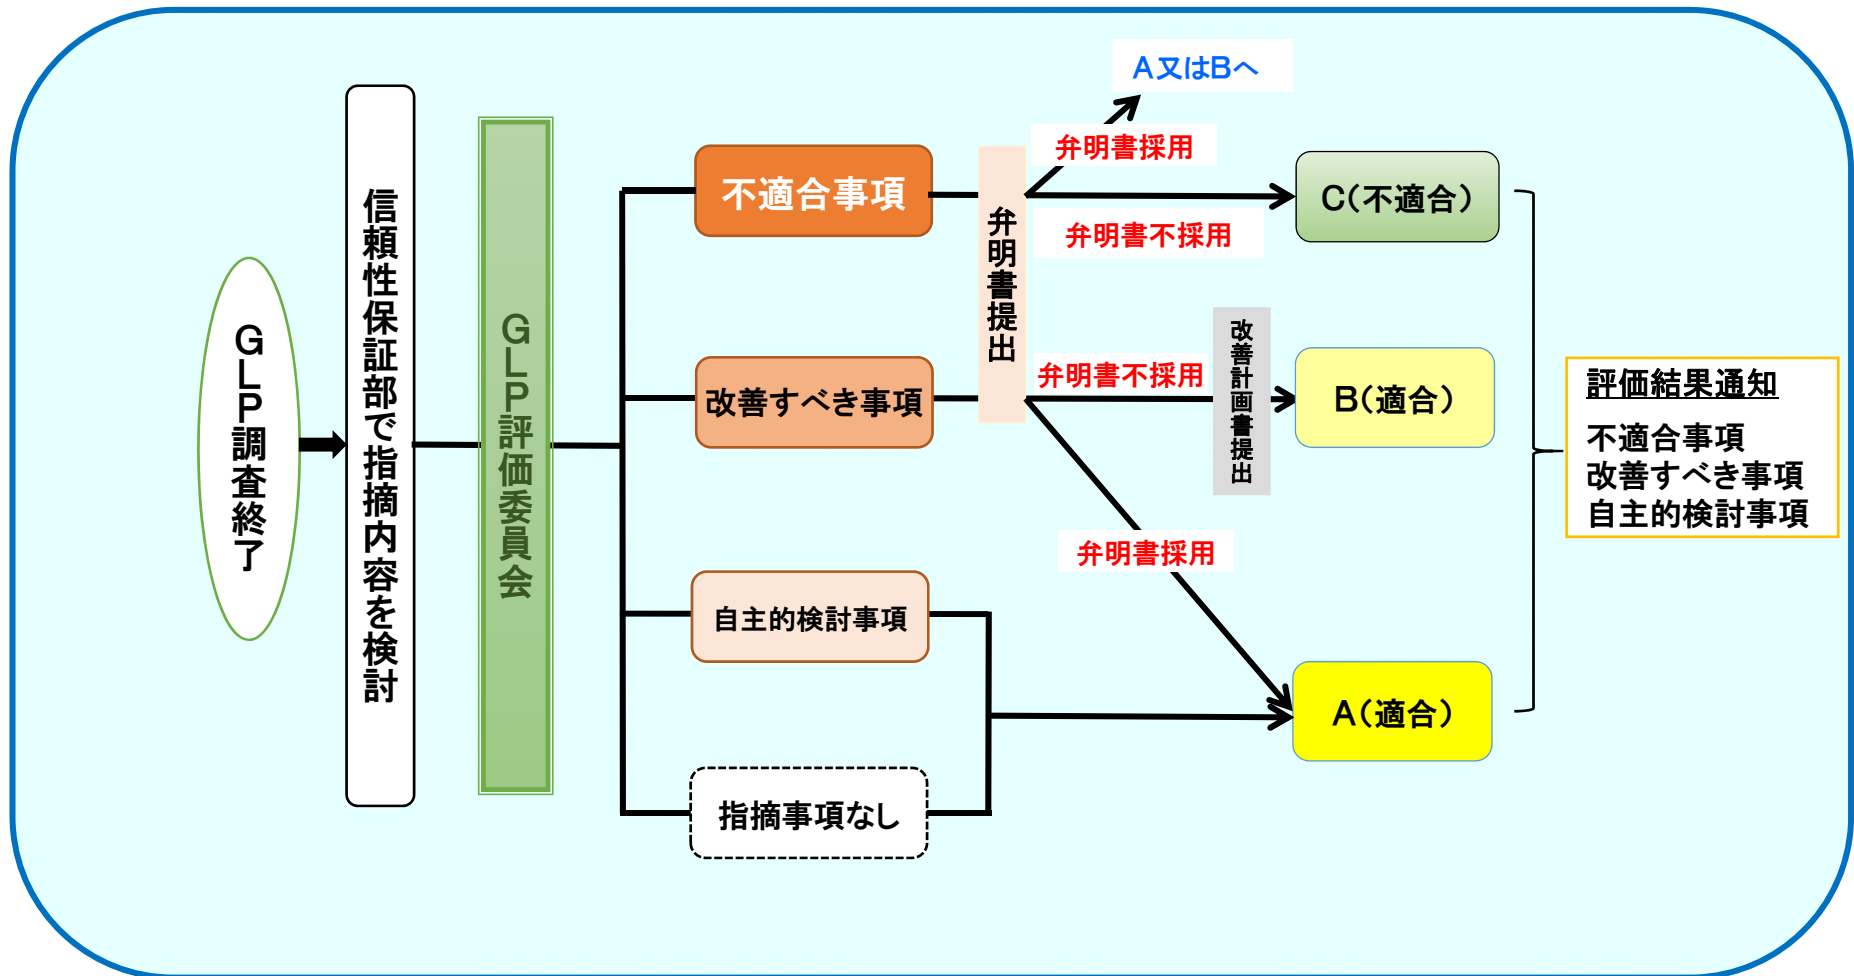 GLP調査終了
信頼性保証部で指摘内容を検討
GLP評価委員会
不適合事項
改善すべき事項
自主的検討事項
指摘事項なし
弁明書提出
A又はBへ
弁明書採用
弁明書不採用
弁明書不採用
弁明書採用
改善計画書提出
C(不適合)
B(適合)
A(適合)
評価結果通知
不適合事項
改善すべき事項
自主的検討事項